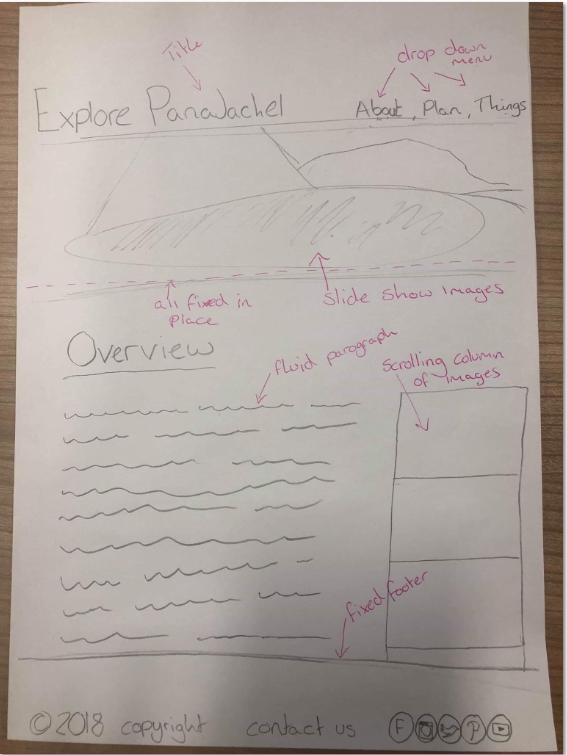 Title
drop down
menu
Explore Panajachel
About, Plan, Things
all fixed in
Place
Slide show images
Overview
fluid paragraph
Scrolling column
of images
fixed footer
© 2018 copyright contact us F P